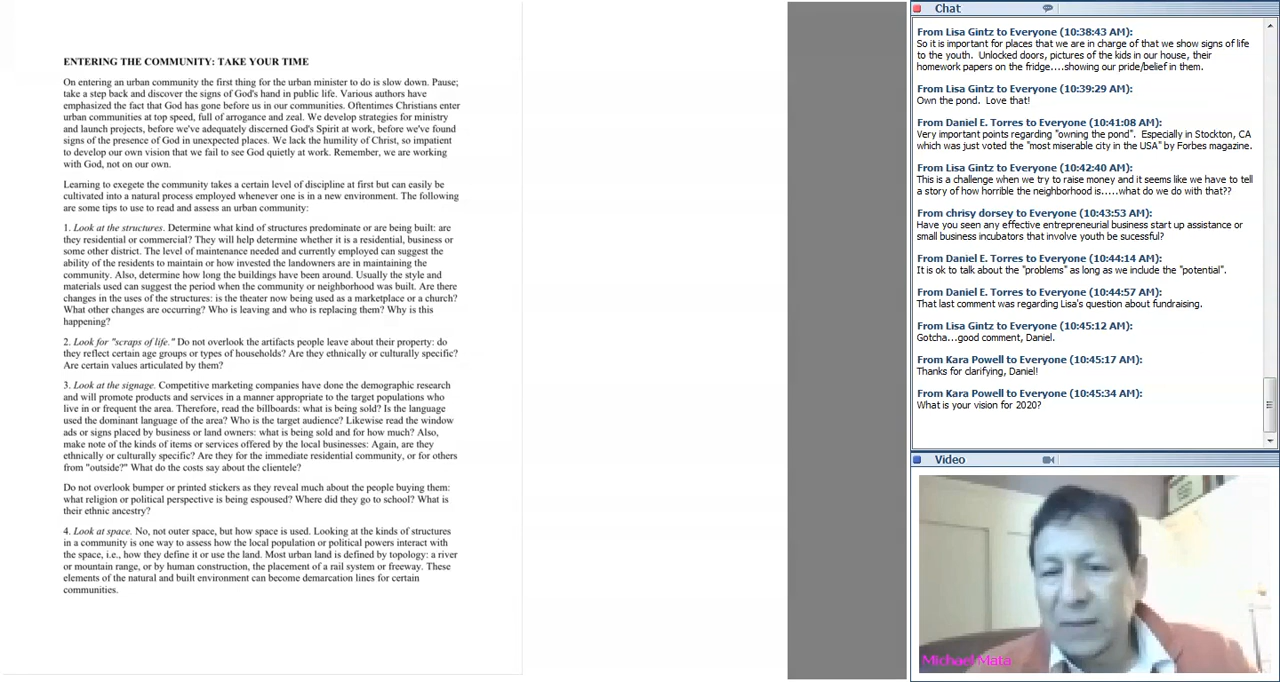 ENTERING THE COMMUNITY: TAKE YOUR TIME
On entering an urban community the first thing for the urban minister to do is slow down. Pause;
take a step back and discover the signs of God's hand in public life. Various authors have
emphasized the fact that God has gone before us in our communities. Oftentimes Christians enter
urban communities at top speed, full of arrogance and zeal. We develop strategies for ministry
and launch projects, before we've adequately discerned God's Spirit at work, before we've found
signs of the presence of God in unexpected places. We lack the humility of Christ, so impatient
to develop our own vision that we fail to see God quietly at work. Remember, we are working
with God, not on our own.
Learning to exegete the community takes a certain level of discipline at first but can easily be
cultivated into a natural process employed whenever one is in a new environment. The following
are some tips to use to read and assess an urban community:
1. Look at the structures. Determine what kind of structures predominate or are being built: are
they residential or commercial? They will help determine whether it is a residential, business or
some other district. The level of maintenance needed and currently employed can suggest the
ability of the residents to maintain or how invested the landowners are in maintaining the
community. Also, determine how long the buildings have been around. Usually the style and
materials used can suggest the period when the community or neighborhood was built. Are there
changes in the uses of the structures: is the theater now being used as a marketplace or a church?
What other changes are occurring? Who is leaving and who is replacing them? Why is this
happening?
2. Look for "scraps of life." Do not overlook the artifacts people leave about their property: do
they reflect certain age groups or types of households? Are they ethnically or culturally specific?
Are certain values articulated by them?
3. Look at the signage. Competitive marketing companies have done the demographic research
and will promote products and services in a manner appropriate to the target populations who
live in or frequent the area. Therefore, read the billboards: what is being sold? Is the language
used the dominant language of the area? Who is the target audience? Likewise read the window
ads or signs placed by business or land owners: what is being sold and for how much? Also,
make note of the kinds of items or services offered by the local businesses: Again, are they
ethnically or culturally specific? Are they for the immediate residential community, or for others
from "outside?" What do the costs say about the clientele?
Do not overlook bumper or printed stickers as they reveal much about the people buying them:
what religion or political perspective is being espoused? Where did they go to school? What is
their ethnic ancestry?
4. Look at space. No, not outer space, but how space is used. Looking at the kinds of structures
in a community is one way to assess how the local population or political powers interact with
the space, i.e., how they define it or use the land. Most urban land is defined by topology: a river
or mountain range, or by human construction, the placement of a rail system or freeway. These
elements of the natural and built environment can become demarcation lines for certain
communities.
Chat
From Lisa Gintz to Everyone (10:38:43 AM):
So it is important for places that we are in charge of that we show signs of life
to the youth. Unlocked doors, pictures of the kids in our house, their
homework papers on the fridge....showing our pride/belief in them.
From Lisa Gintz to Everyone (10:39:29 AM):
Own the pond. Love that!
From Daniel E. Torres to Everyone (10:41:08 AM):
Very important points regarding "owning the pond". Especially in Stockton, CA
which was just voted the "most miserable city in the USA" by Forbes magazine.
From Lisa Gintz to Everyone (10:42:40 AM):
This is a challenge when we try to raise money and it seems like we have to tell
a story of how horrible the neighborhood is.....what do we do with that??
From chrisy dorsey to Everyone (10:43:53 AM):
Have you seen any effective entrepreneurial business start up assistance or
small business incubators that involve youth be sucessful?
From Daniel E. Torres to Everyone (10:44:14 AM):
It is ok to talk about the "problems" as long as we include the "potential".
From Daniel E. Torres to Everyone (10:44:57 AM):
That last comment was regarding Lisa's question about fundraising.
From Lisa Gintz to Everyone (10:45:12 AM):
Gotcha...good comment, Daniel.
From Kara Powell to Everyone (10:45:17 AM):
Thanks for clarifying, Daniel!
From Kara Powell to Everyone (10:45:34 AM):
What is your vision for 2020?
Video
Michael Mata